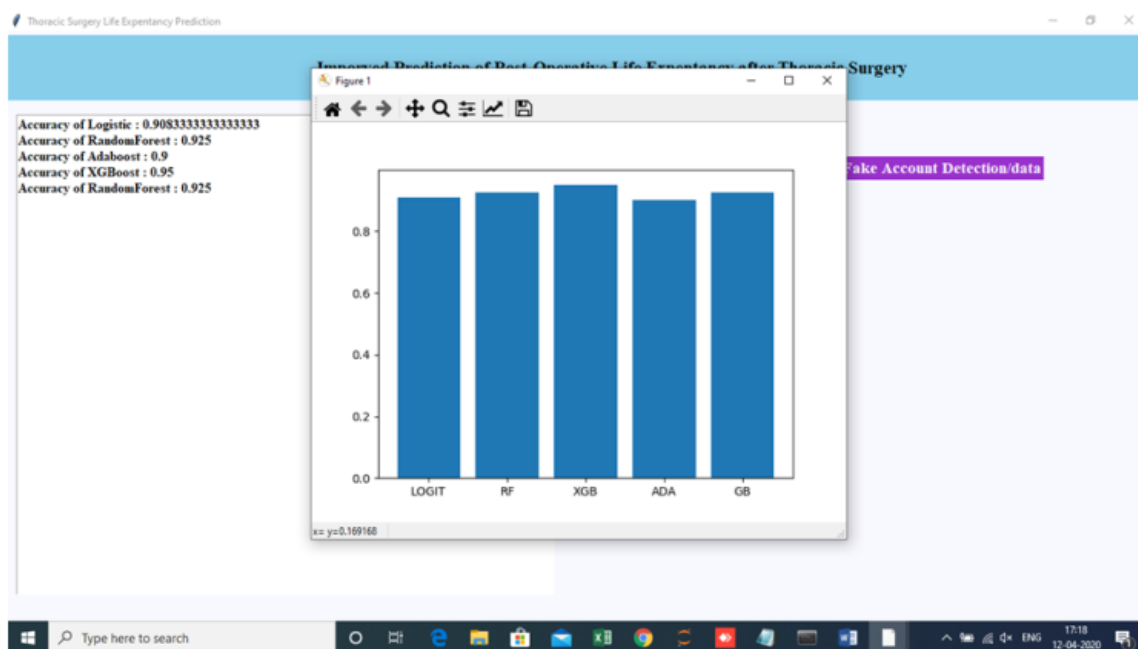 Thoracic Surgery Life Expentancy Prediction
Imporved Prediction of Post-Operative Life Expentancy after Thoracic Surgery
Figure 1
Accuracy of Logistic : 0.9083333333333333
Accuracy of RandomForest : 0.925
Accuracy of Adaboost : 0.9
Accuracy of XGBoost : 0.95
Accuracy of RandomForest : 0.925
Fake Account Detection/data
0.8
0.6
0.4
0.2
0.0
LOGIT RF XGB ADA GB
x= y=0.169168
Type here to search
ENG
17:18
12-04-2020